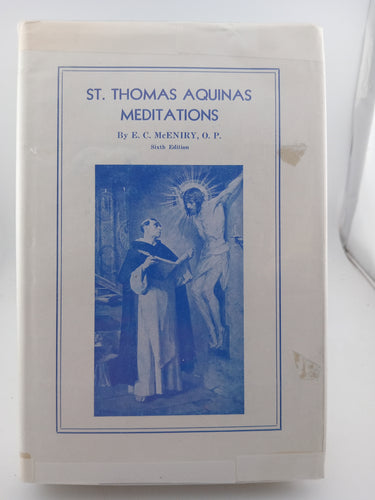 ST. THOMAS AQUINAS
MEDITATIONS
By E. C. McENIRY, O. P.
Sixth Edition